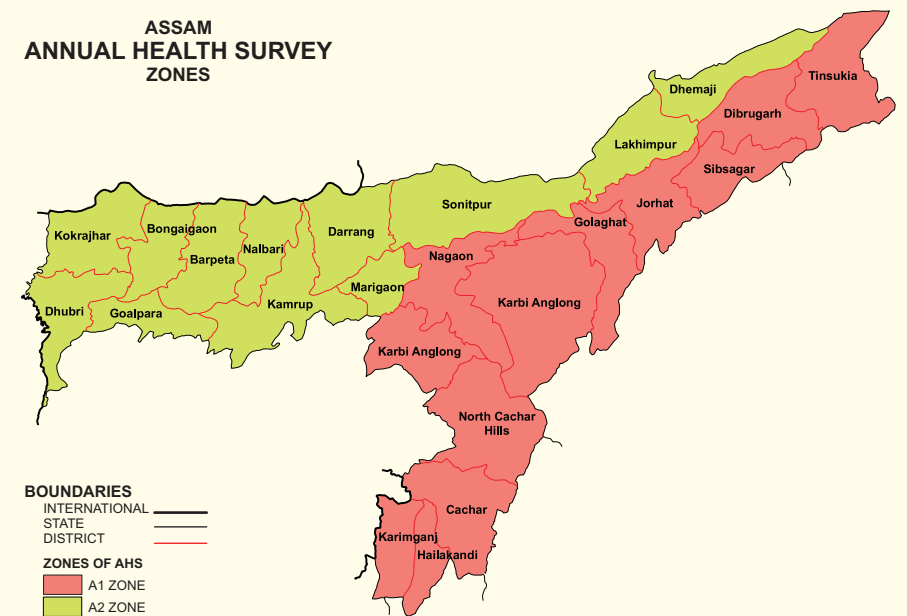 ASSAM
ANNUAL HEALTH SURVEY
ZONES
Tinsukia
Dhemaji
Dibrugarh
Lakhimpur
Sibsagar
Jorhat
Sonitpur
Golaghat
Kokrajhar
Bongaigaon
Darrang
Nalbari
Barpeta
Nagaon
Marigaon
Karbi Anglong
Kamrup
Dhubri
Goalpara
Karbi Anglong
North Cachar
Hills
Cachar
Karimganj
Hailakandi
BOUNDARIES
INTERNATIONAL
STATE
DISTRICT
ZONES OF AHS
A1 ZONE
A2 ZONE